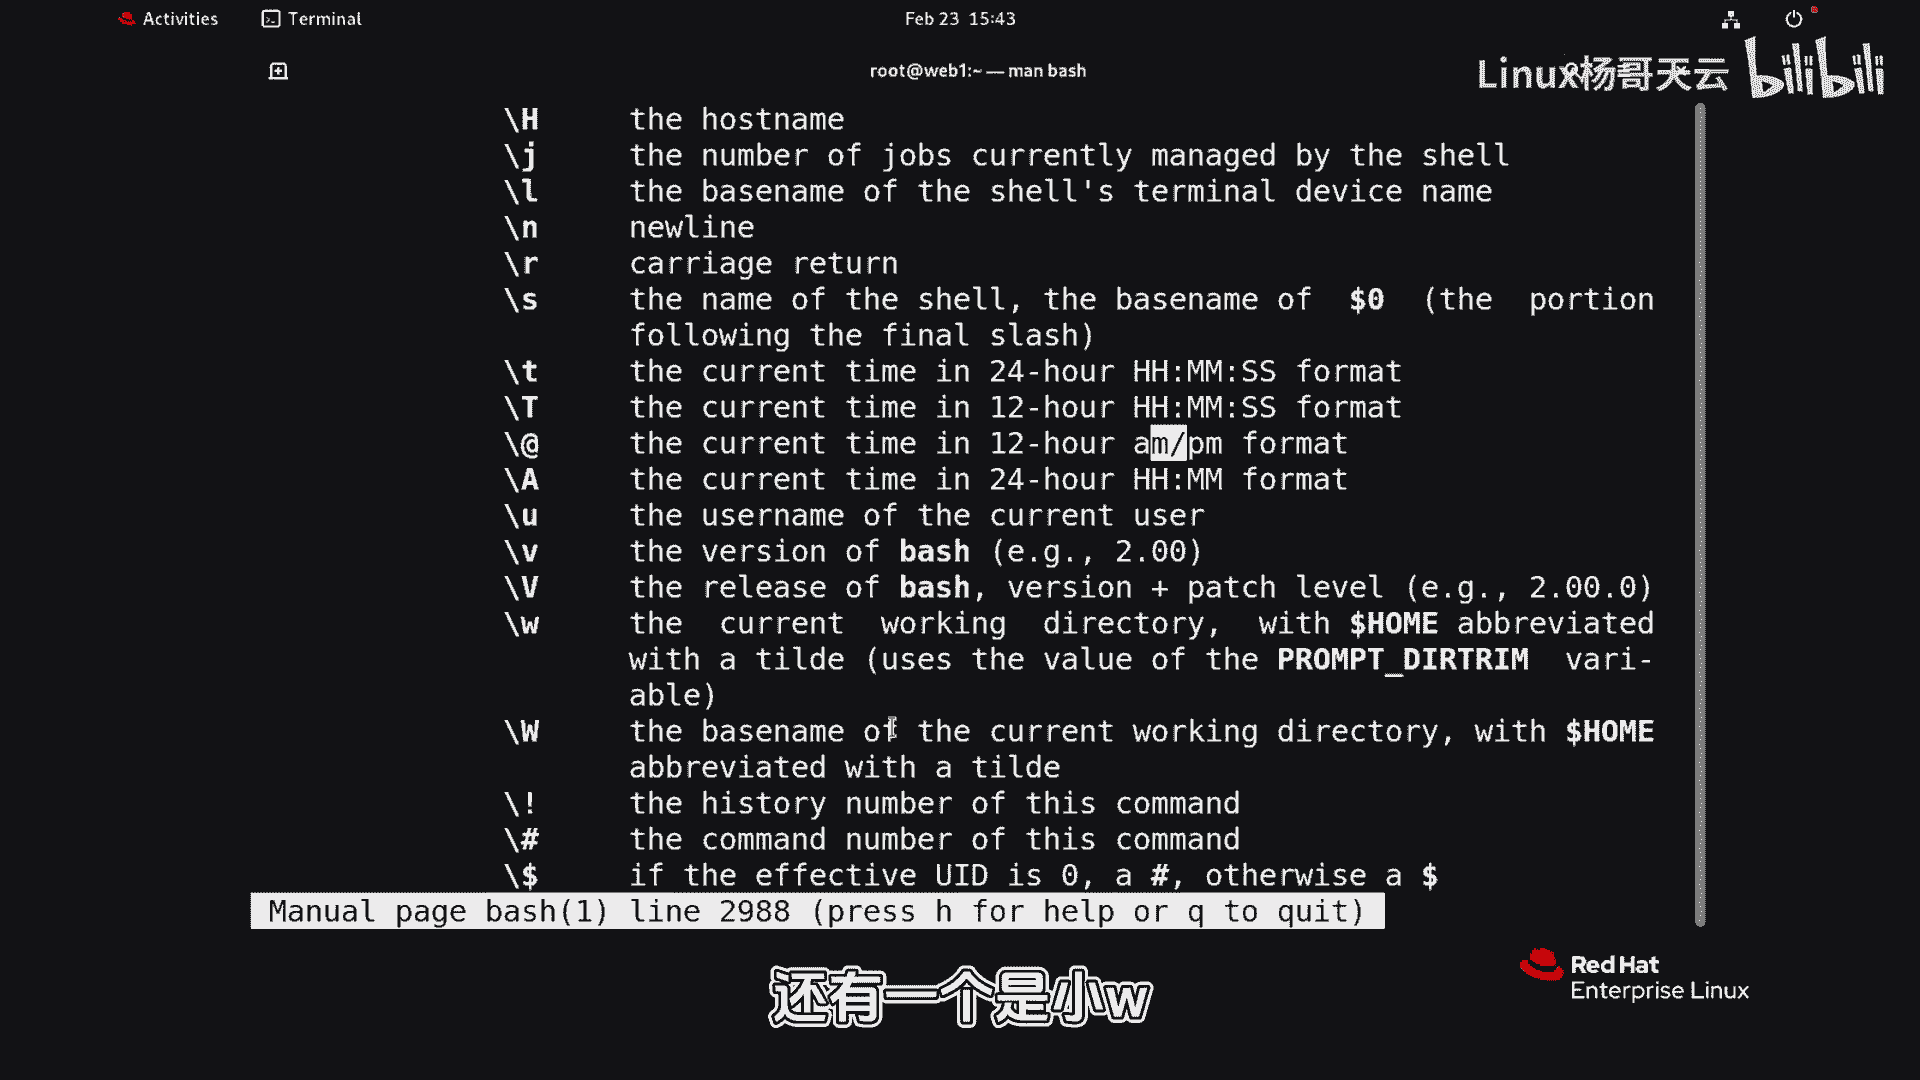 Activities
Terminal
Feb 23 15:43
root@web1:~ — man bash
Linux杨哥天云 bilibili
\H the hostname
\j the number of jobs currently managed by the shell
\l the basename of the shell's terminal device name
\n newline
\r carriage return
\s the name of the shell, the basename of $0 (the portion
following the final slash)
\t the current time in 24-hour HH:MM:SS format
\T the current time in 12-hour HH:MM:SS format
\@ the current time in 12-hour am/pm format
\A the current time in 24-hour HH:MM format
\u the username of the current user
\v the version of bash (e.g., 2.00)
\V the release of bash, version + patch level (e.g., 2.00.0)
\w the current working directory, with $HOME abbreviated
with a tilde (uses the value of the PROMPT_DIRTRIM vari-
able)
\W the basename of the current working directory, with $HOME
abbreviated with a tilde
\! the history number of this command
\# the command number of this command
\$ if the effective UID is 0, a #, otherwise a $
Manual page bash(1) line 2988 (press h for help or q to quit)
还有一个是小w
Red Hat
Enterprise Linux